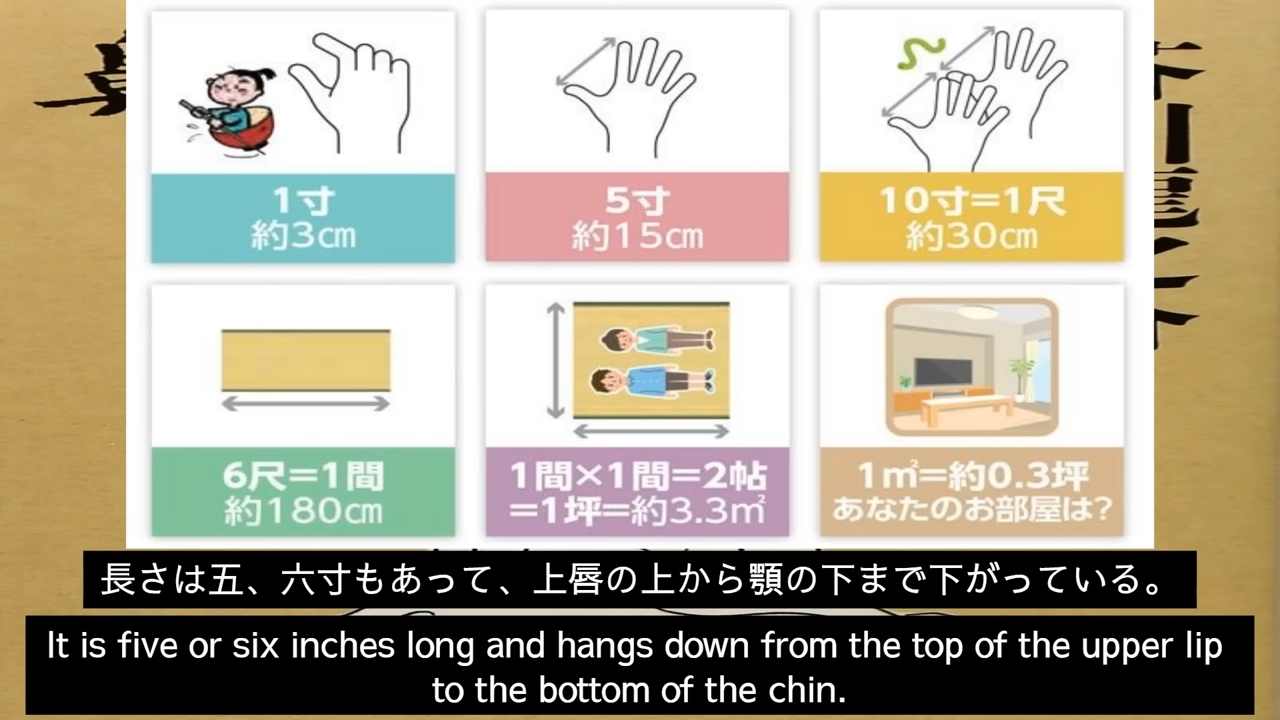 1寸
約3㎝
5寸
約15㎝
10寸=1尺
約30㎝
6尺=1間
約180㎝
1間×1間=2帖
=1坪=約3.3㎡
1㎡=約0.3坪
あなたのお部屋は?
長さは五、六寸もあって、上唇の上から顎の下まで下がっている。
It is five or six inches long and hangs down from the top of the upper lip
to the bottom of the chin.